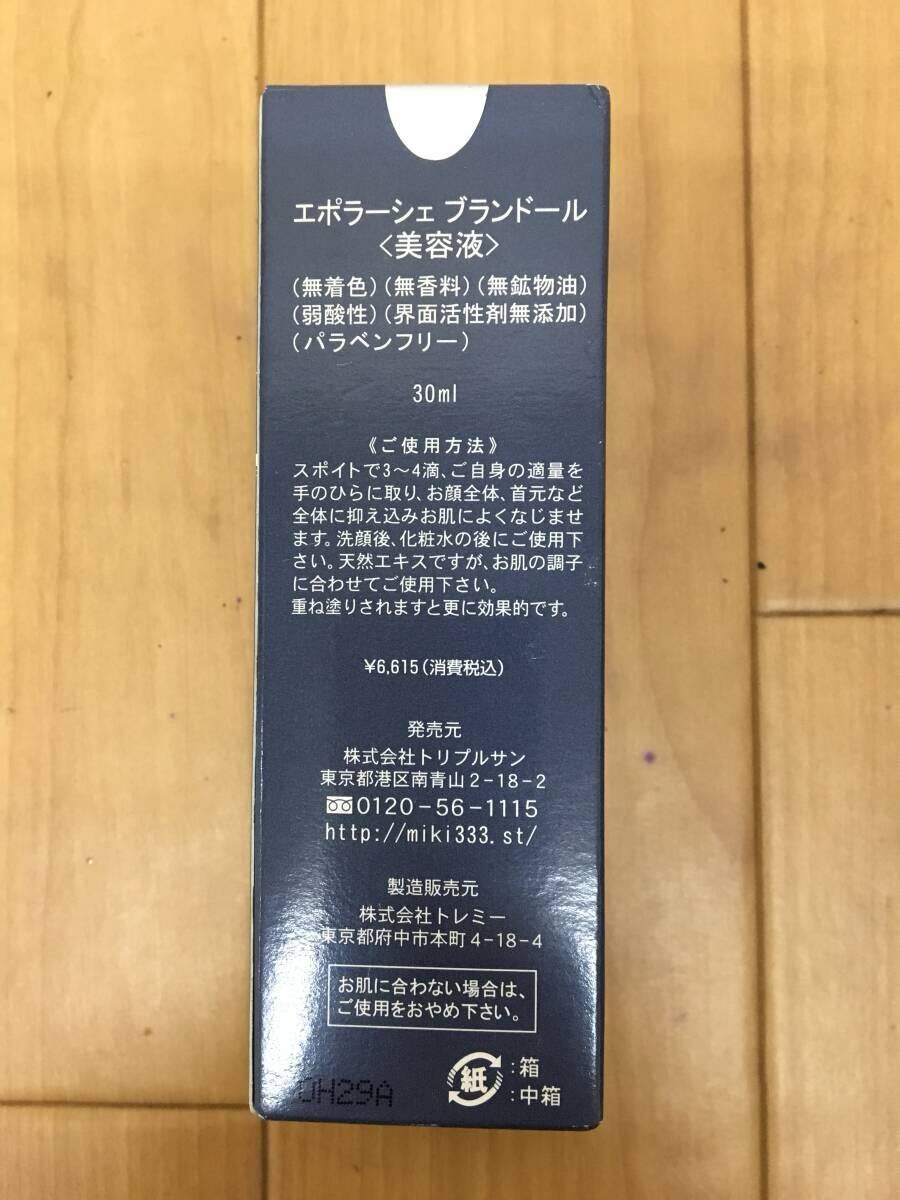 エポラーシェ ブランドール
〈美容液〉
(無着色)(無香料)(無鉱物油)
(弱酸性)(界面活性剤無添加)
(パラベンフリー)
30ml
《ご使用方法》
スポイトで3〜4滴、ご自身の適量を
手のひらに取り、お顔全体、首元など
全体に抑え込みお肌によくなじませ
ます。洗顔後、化粧水の後にご使用下
さい。天然エキスですが、お肌の調子
に合わせてご使用下さい。
重ね塗りされますと更に効果的です。
¥6,615(消費税込)
発売元
株式会社トリプルサン
東京都港区南青山2-18-2
0120-56-1115
http://miki333.st/
製造販売元
株式会社トレミー
東京都府中市本町4-18-4
お肌に合わない場合は、
ご使用をおやめ下さい。
紙
:箱
:中箱
0H29A